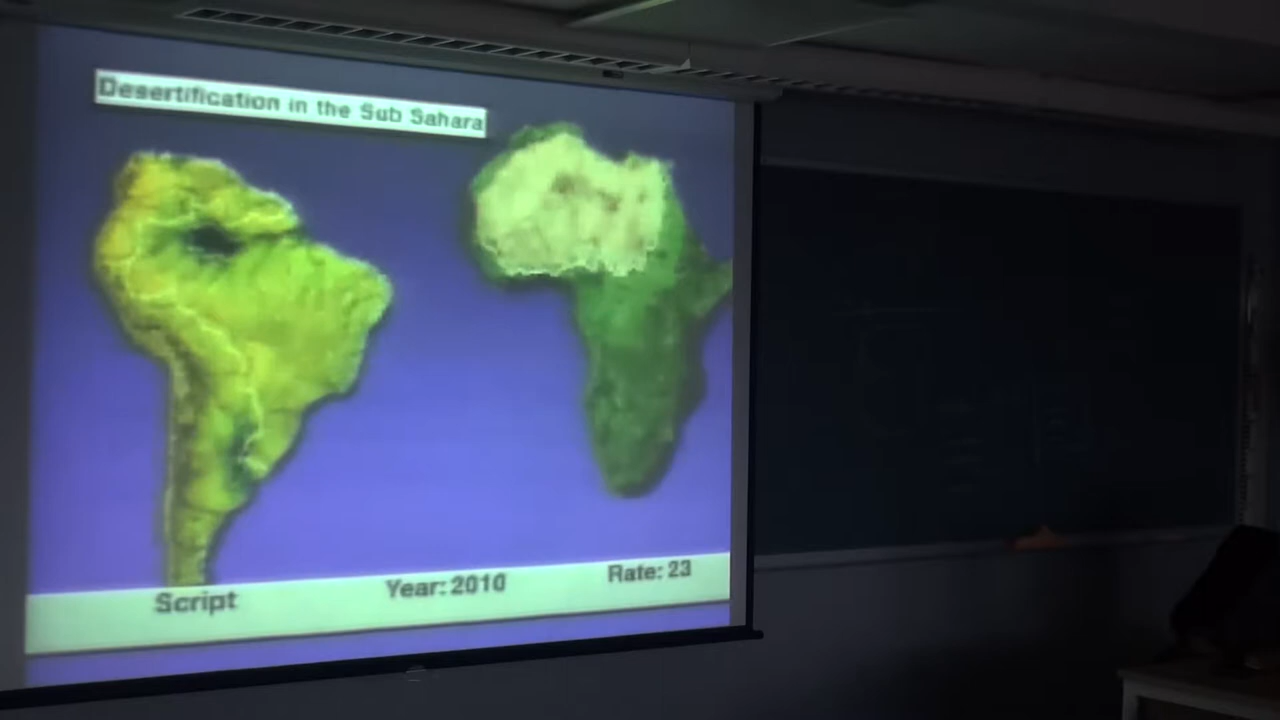 Desertification in the Sub Sahara
Script Year: 2010 Rate: 23